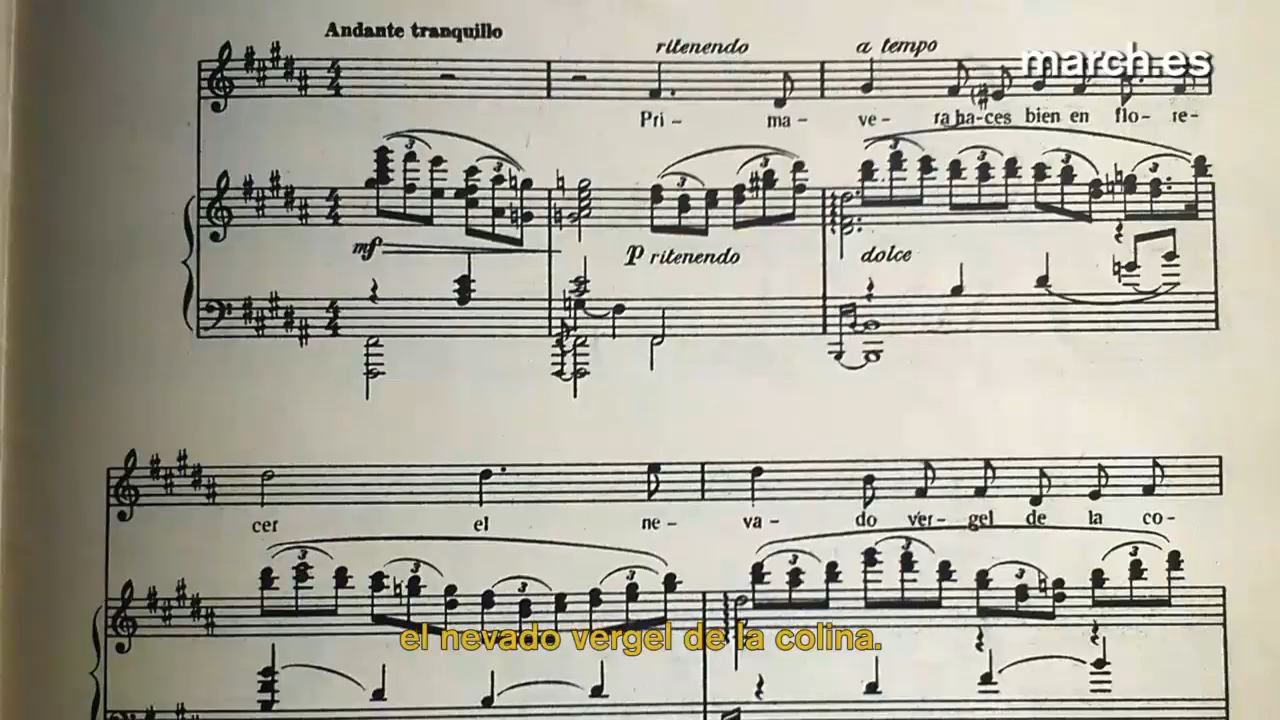 Andante tranquillo
ritenendo
a tempo
march.es
Pri - ma - ve - ra ha-ces bien en flo- re-
mf
p ritenendo
dolce
cer el ne - va - do ver- gel de la co-
el nevado vergel de la colina.